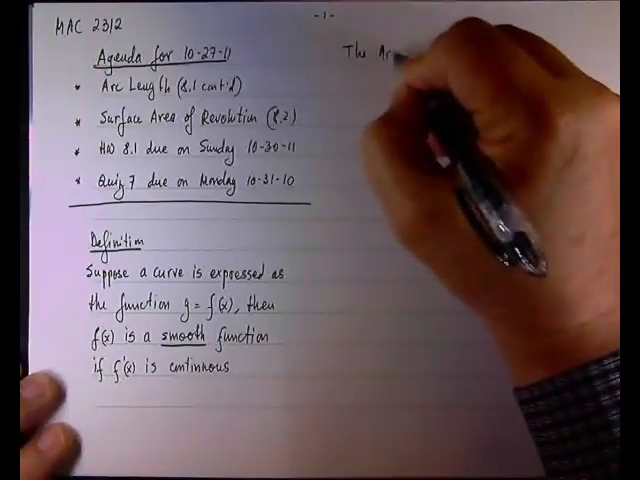 MAC 2312
-1-
Agenda for 10-27-11
* Arc Length (8.1 cont'd)
* Surface Area of Revolution (8.2)
* HW 8.1 due on Sunday 10-30-11
* Quiz 7 due on Monday 10-31-10
Definition
Suppose a curve is expressed as
the function y = f(x), then
f(x) is a smooth function
if f'(x) is continuous
The Ar